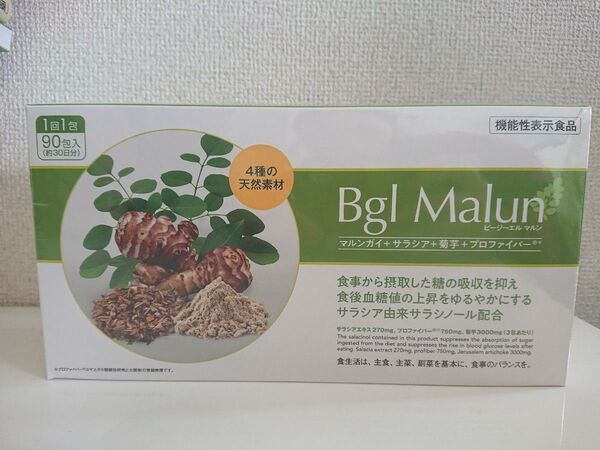 1回1包
90包入
(約30日分)
4種の
天然素材
機能性表示食品
Bgl Malun
ビージーエル マルン
マルンガイ+サラシア+菊芋+プロファイバー®※
食事から摂取した糖の吸収を抑え
食後血糖値の上昇をゆるやかにする
サラシア由来サラシノール配合
サラシアエキス270mg、プロファイバー®※750mg、菊芋3000mg(3包あたり)
The salacinol contained in this product suppresses the absorption of sugar
ingested from the diet and suppresses the rise in blood glucose levels after
eating. Salacia extract 270mg, profiber 750mg, Jerusalem artichoke 3000mg.
食生活は、主食、主菜、副菜を基本に、食事のバランスを。